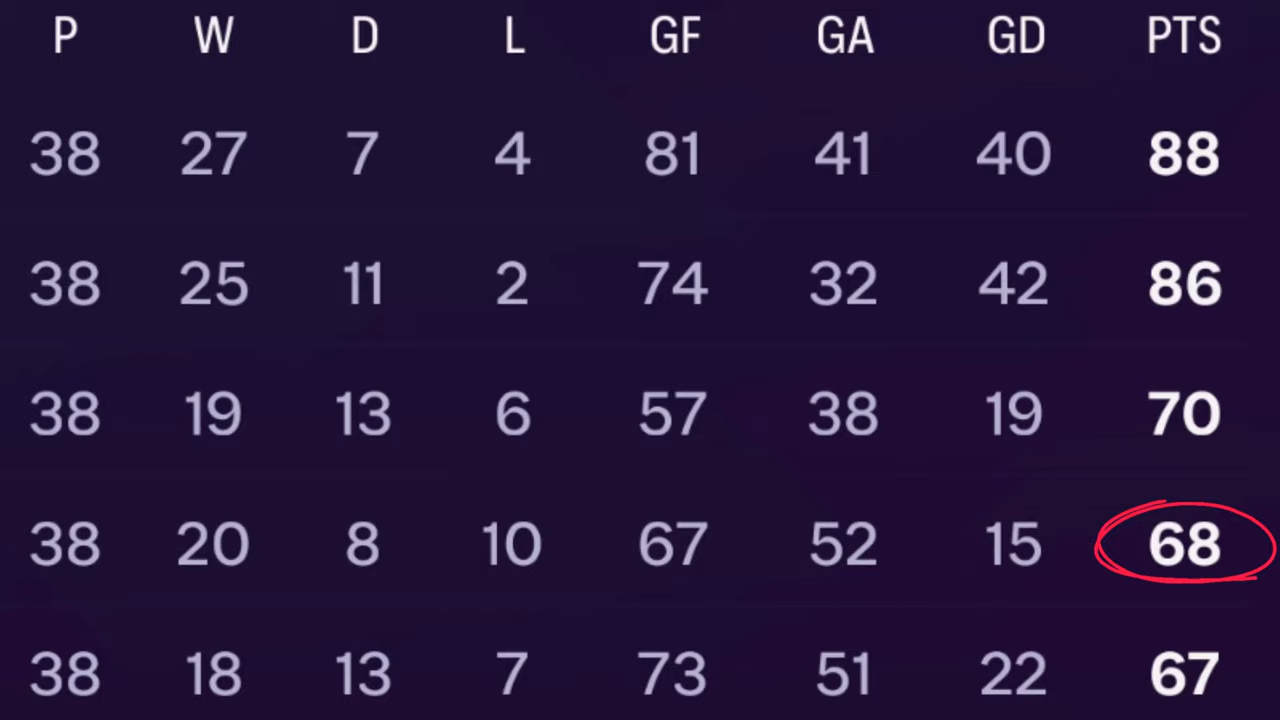 P W D L GF GA GD PTS
38 27 7 4 81 41 40 88
38 25 11 2 74 32 42 86
38 19 13 6 57 38 19 70
38 20 8 10 67 52 15 68
38 18 13 7 73 51 22 67